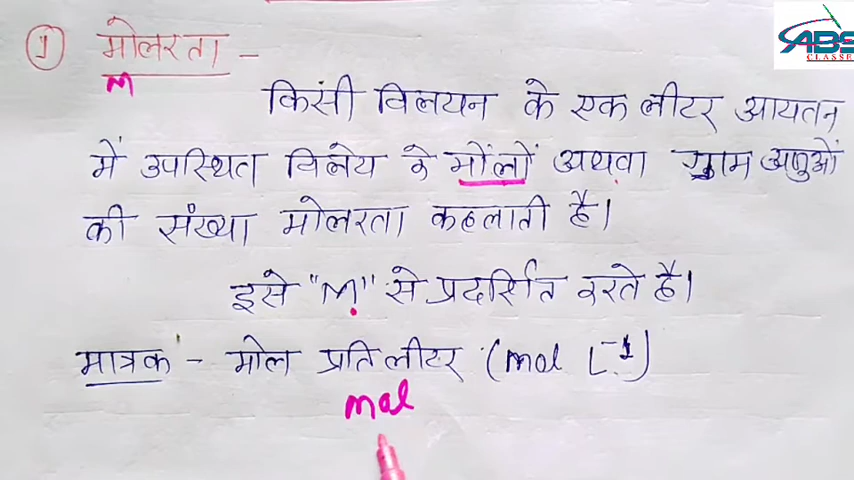 ① मोलरता –
M
किसी विलयन के एक लीटर आयतन
में उपस्थित विलेय के मोलों अथवा ग्राम अणुओं
की संख्या मोलरता कहलाती है।
इसे "M" से प्रदर्शित करते है।
मात्रक - मोल प्रति लीटर (mol L⁻¹)
mol
ABS
CLASSE